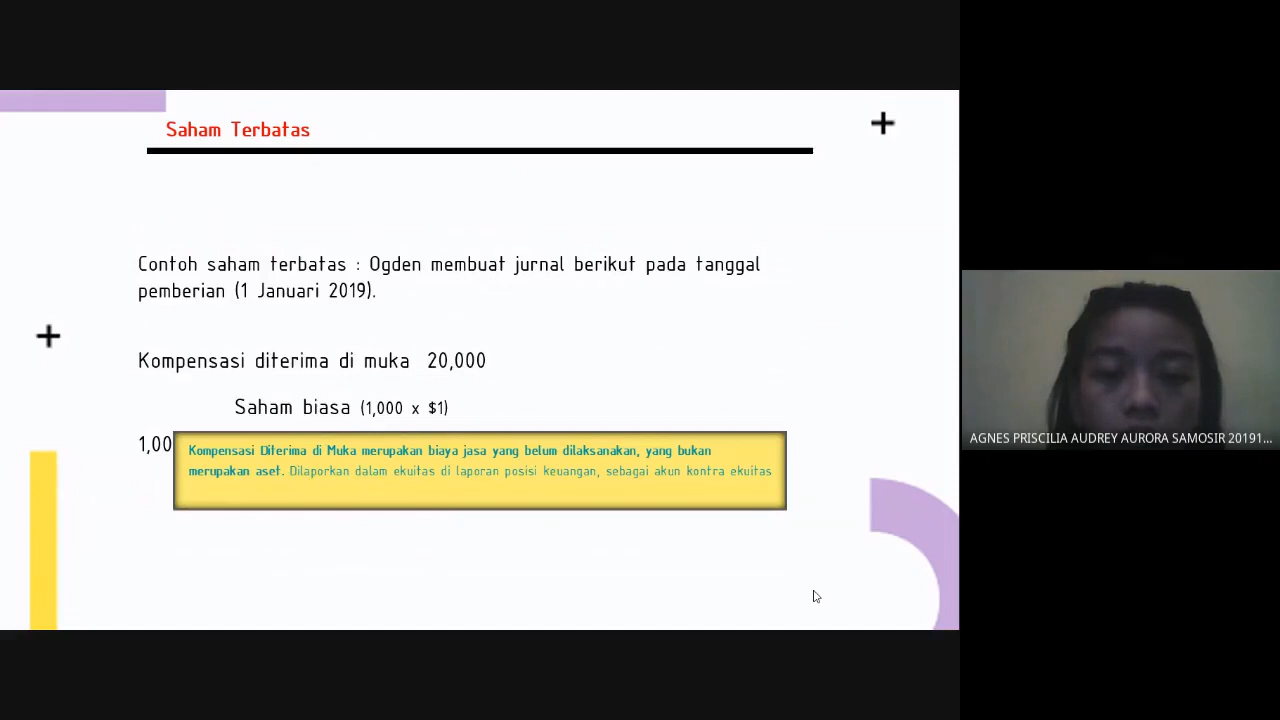 Saham Terbatas
Contoh saham terbatas : Ogden membuat jurnal berikut pada tanggal
pemberian (1 Januari 2019).
Kompensasi diterima di muka 20,000
Saham biasa (1,000 x $1)
1,00
Kompensasi Diterima di Muka merupakan biaya jasa yang belum dilaksanakan, yang bukan
merupakan aset. Dilaporkan dalam ekuitas di laporan posisi keuangan, sebagai akun kontra ekuitas
AGNES PRISCILIA AUDREY AURORA SAMOSIR 20191...